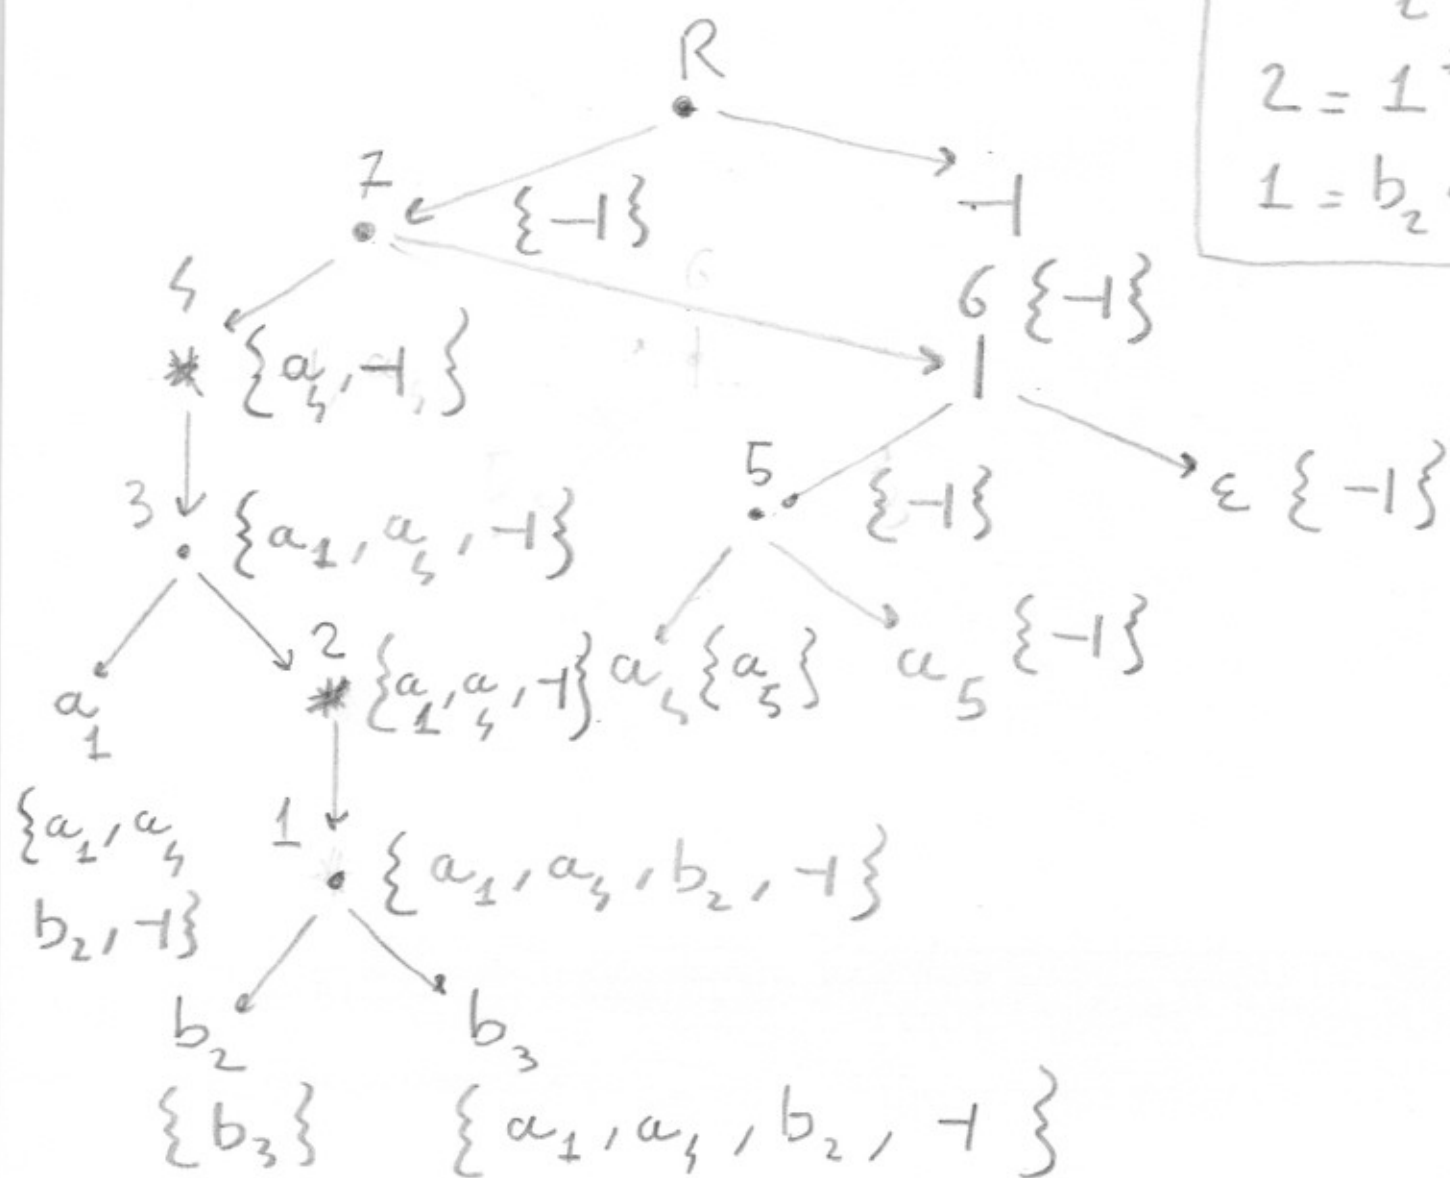 R
2 = 1
7 {⊣} ⊣
1 = b₂
4 6 {⊣}
* {a₄, ⊣} |
3 {a₁, a₄, ⊣} 5 {⊣} ε {⊣}
a₁ 2 * {a₁, a₄, ⊣} a₄ {a₅} a₅ {⊣}
{a₁, a₄
b₂, ⊣}
1 {a₁, a₄, b₂, ⊣}
b₂ b₃
{b₃} {a₁, a₄, b₂, ⊣}